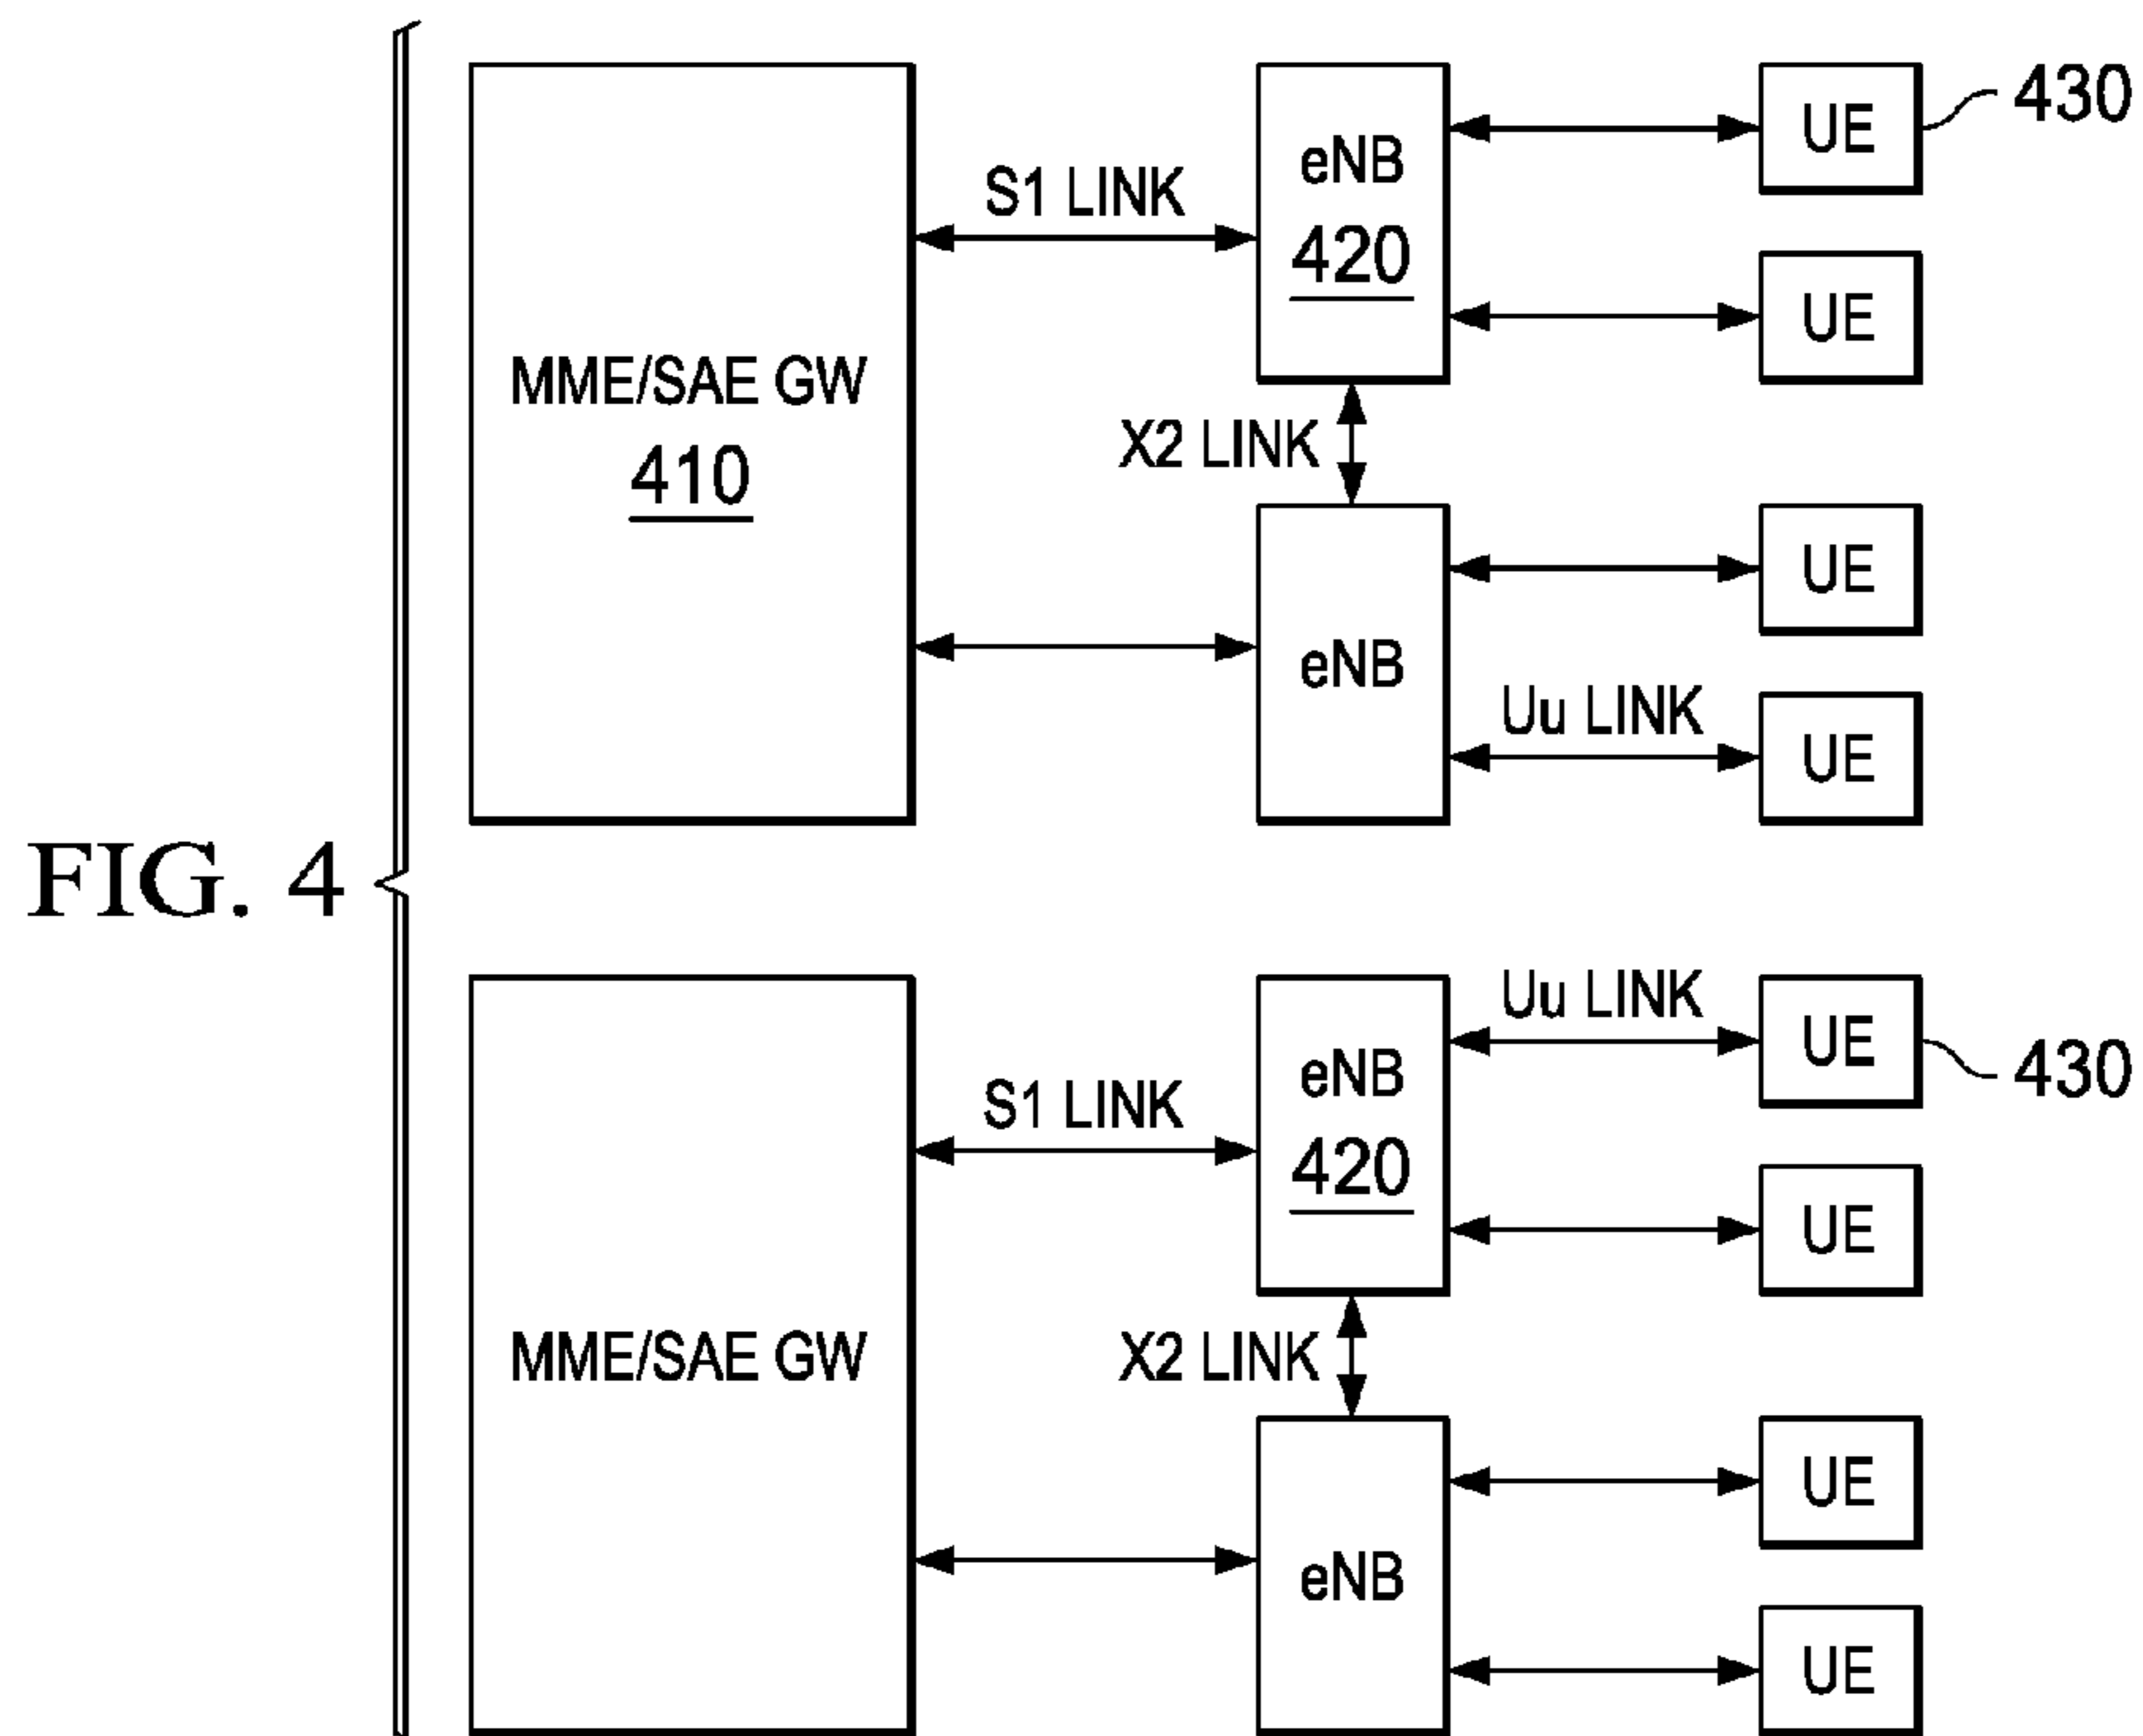 FIG. 4
MME/SAE GW
410
S1 LINK
eNB
420
X2 LINK
eNB
UE
430
UE
UE
Uu LINK
UE
MME/SAE GW
S1 LINK
eNB
420
X2 LINK
eNB
Uu LINK
UE
430
UE
UE
UE